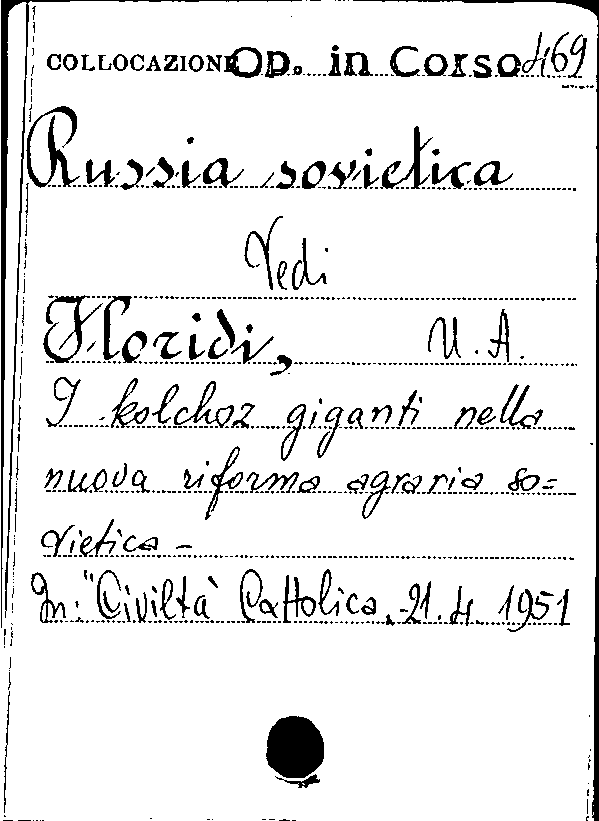 COLLOCAZIONE Op. in Corso 469
Russia sovietica
Vedi
Floridi, U. A.
I kolchoz giganti nella
nuova riforma agraria so=
vietica -
In: "Civiltà Cattolica, -21. 4. 1951